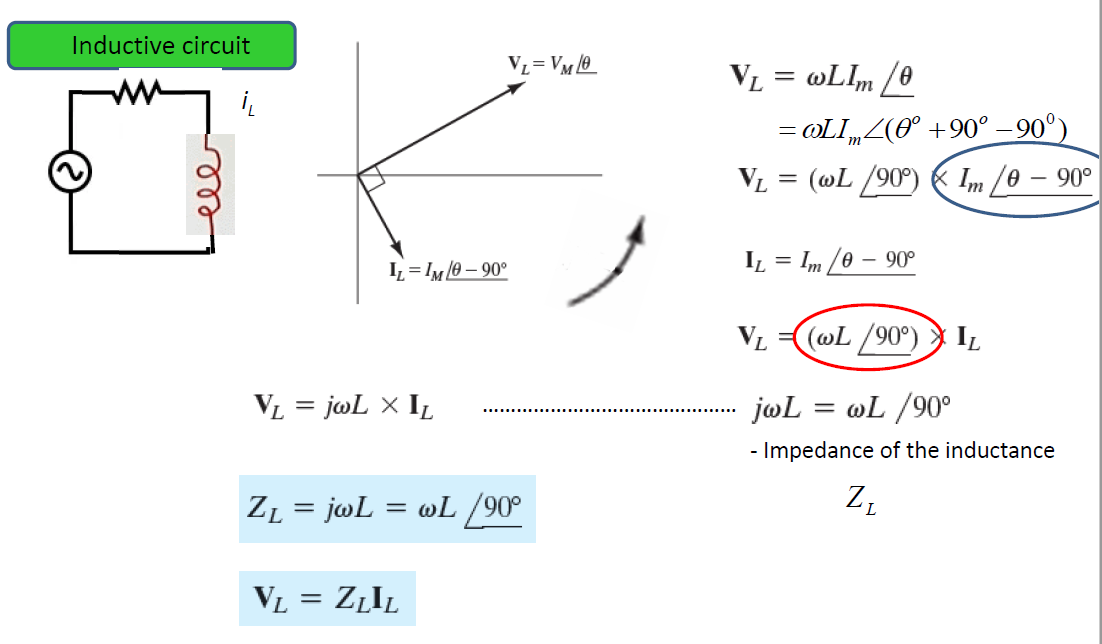 Inductive circuit
i_L
V_L = V_M∠θ
I_L = I_M∠θ − 90°
V_L = ωLI_m ∠θ
= ωLI_m∠(θ° + 90° − 90⁰)
V_L = (ωL ∠90°) × I_m ∠θ − 90°
I_L = I_m ∠θ − 90°
V_L = (ωL ∠90°) × I_L
V_L = jωL × I_L ............................................. jωL = ωL /90°
- Impedance of the inductance
Z_L
Z_L = jωL = ωL ∠90°
V_L = Z_L I_L